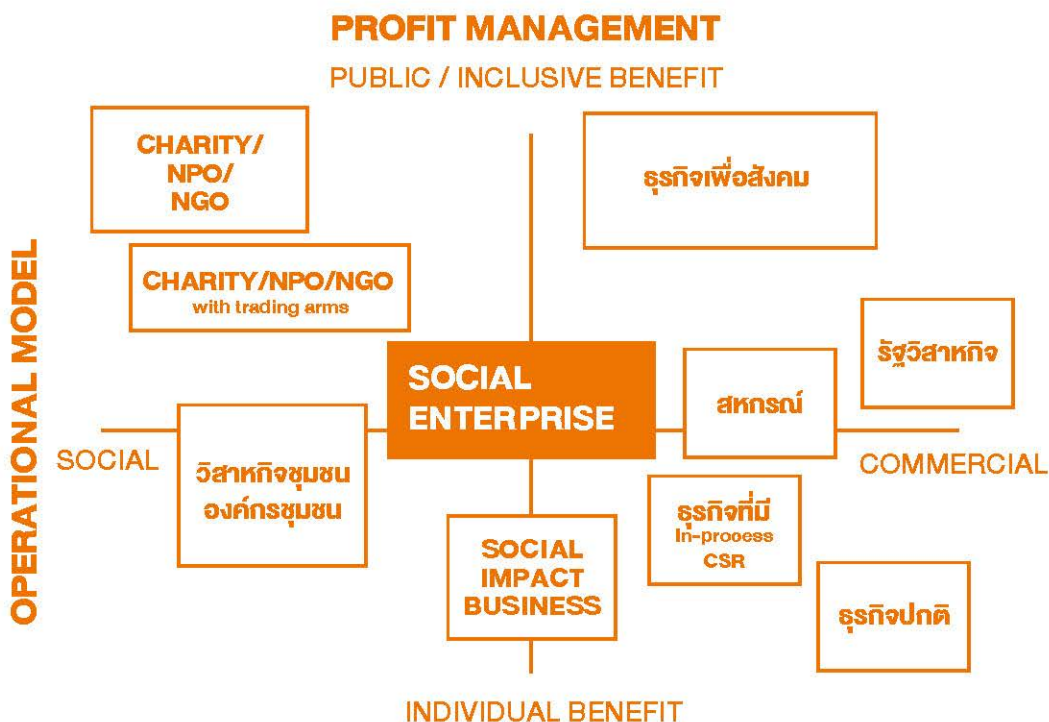 PROFIT MANAGEMENT
PUBLIC / INCLUSIVE BENEFIT
CHARITY/
NPO/
NGO
ธุรกิจเพื่อสังคม
CHARITY/NPO/NGO
with trading arms
OPERATIONAL MODEL
SOCIAL
ENTERPRISE
สหกรณ์
รัฐวิสาหกิจ
SOCIAL
วิสาหกิจชุมชน
องค์กรชุมชน
COMMERCIAL
ธุรกิจที่มี
In-process
CSR
SOCIAL
IMPACT
BUSINESS
ธุรกิจปกติ
INDIVIDUAL BENEFIT